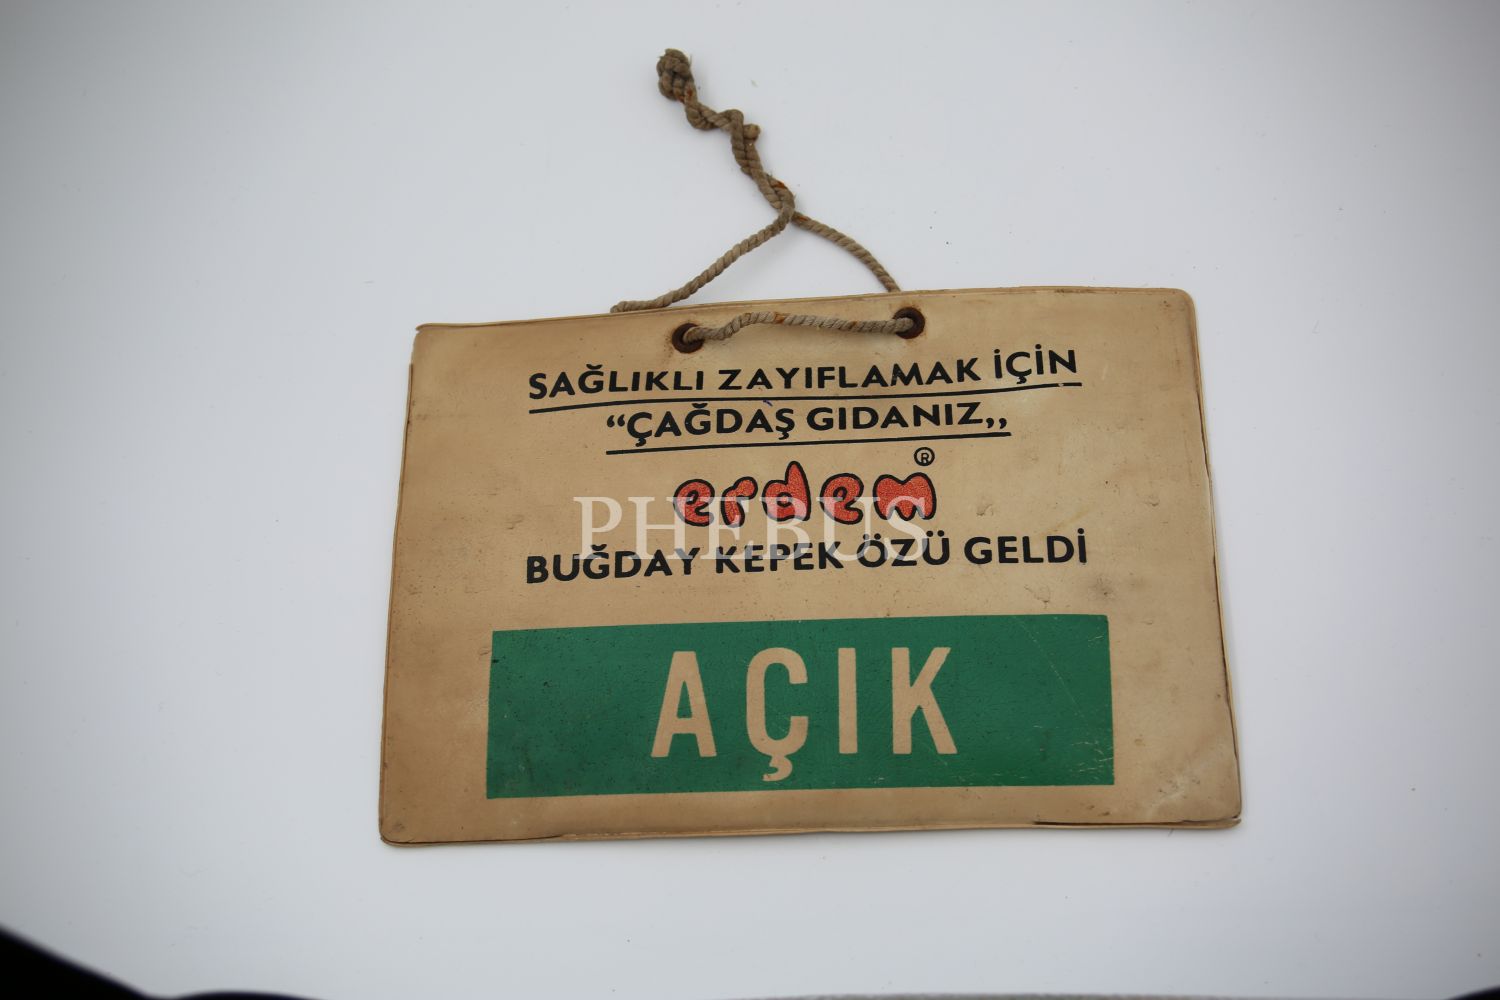 SAĞLIKLI ZAYIFLAMAK İÇİN
“ÇAĞDAŞ GIDANIZ„
erdem®
PHEBUS
BUĞDAY KEPEK ÖZÜ GELDİ
AÇIK